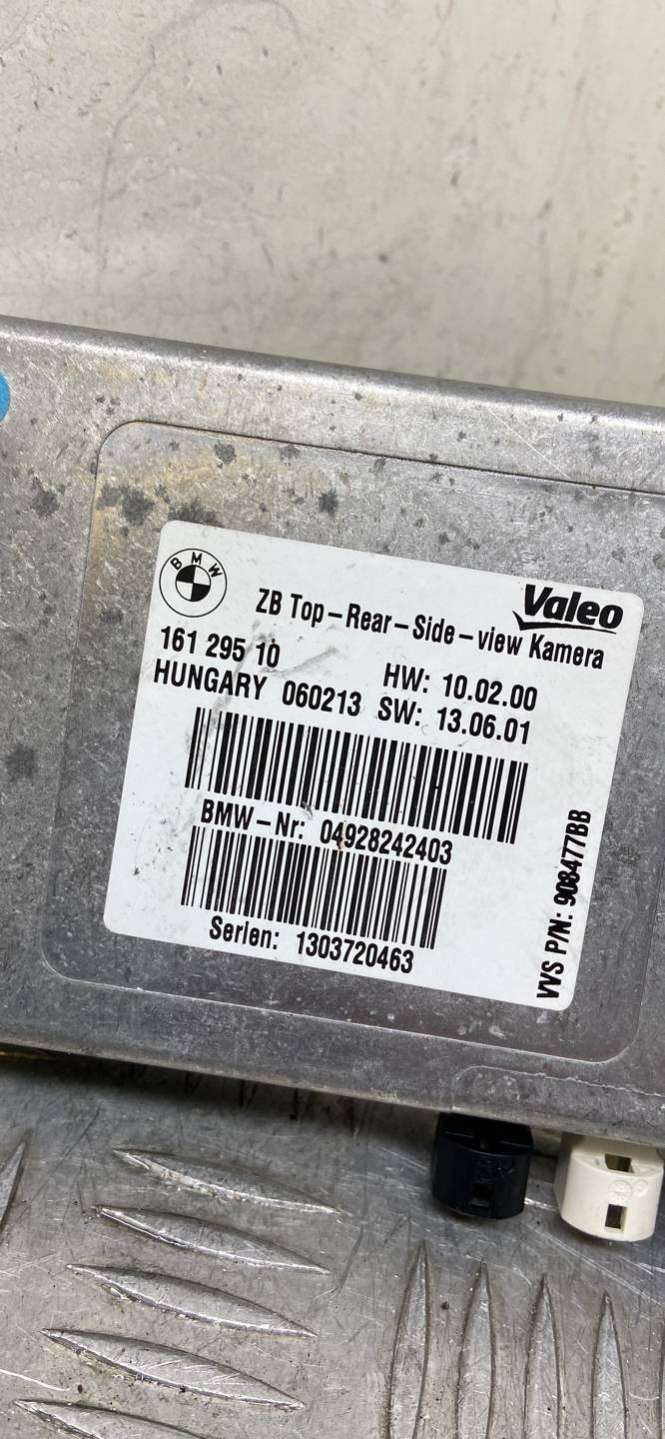 BMW
Valeo
ZB Top-Rear-Side-view Kamera
161 295 10
HW: 10.02.00
HUNGARY 060213 SW: 13.06.01
BMW-Nr: 04928242403
Serien: 1303720463
VVS P/N: 908477BB